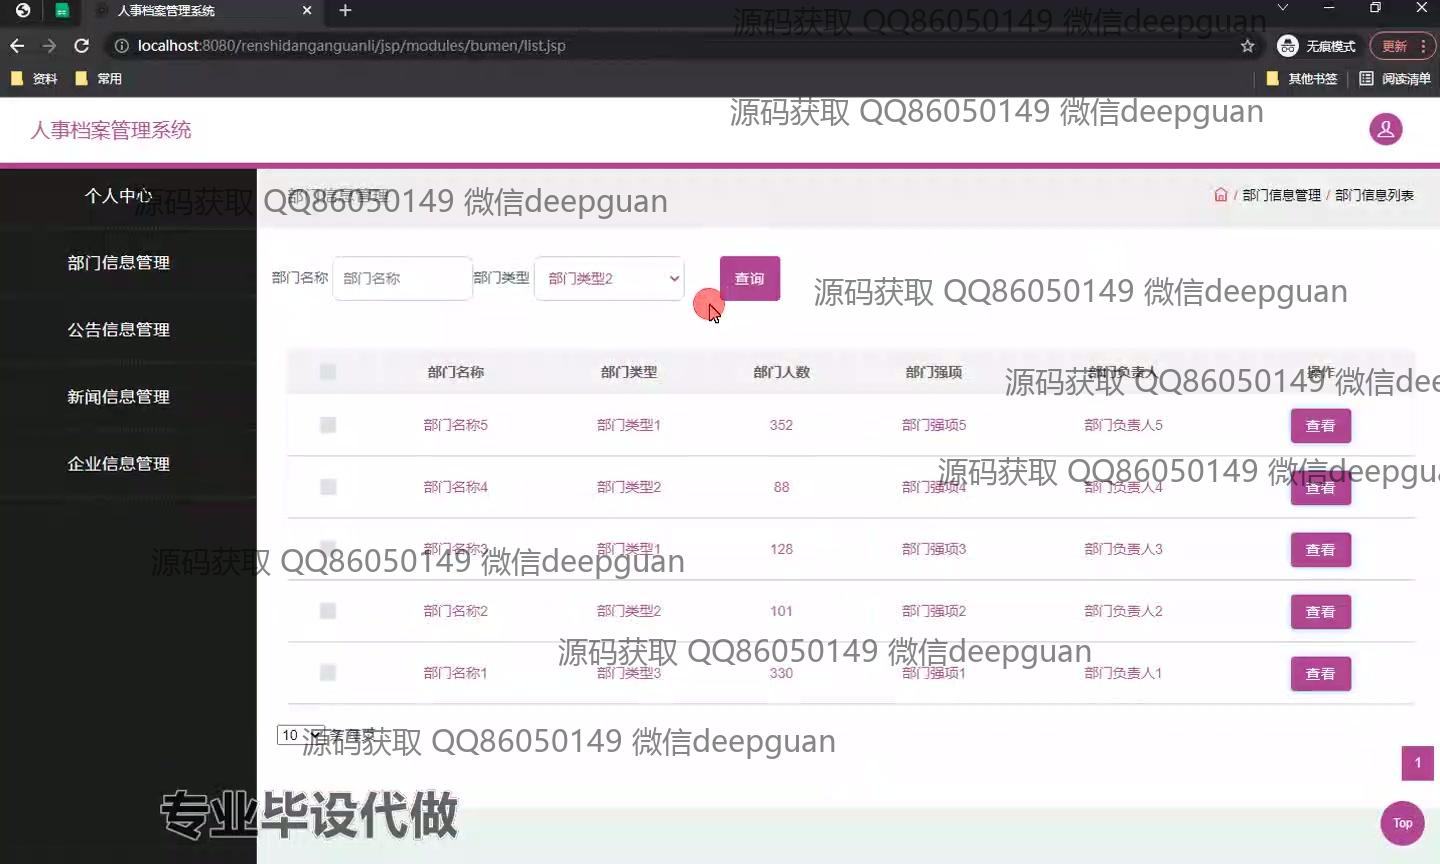 人事档案管理系统
源码获取 QQ86050149 微信deepguan
localhost:8080/renshidanganguanli/jsp/modules/bumen/list.jsp
无痕模式
更新
资料
常用
其他书签
阅读清单
源码获取 QQ86050149 微信deepguan
人事档案管理系统
个人中心
部门信息管理
源码获取 QQ86050149 微信deepguan
/ 部门信息管理 / 部门信息列表
部门信息管理
公告信息管理
新闻信息管理
企业信息管理
部门名称 部门名称 部门类型 部门类型2 查询
源码获取 QQ86050149 微信deepguan
部门名称 部门类型 部门人数 部门强项 部门负责人 操作
源码获取 QQ86050149 微信dee
部门名称5 部门类型1 352 部门强项5 部门负责人5 查看
源码获取 QQ86050149 微信deepgua
部门名称4 部门类型2 88 部门强项4 部门负责人4 查看
部门名称3 部门类型1 128 部门强项3 部门负责人3 查看
源码获取 QQ86050149 微信deepguan
部门名称2 部门类型2 101 部门强项2 部门负责人2 查看
源码获取 QQ86050149 微信deepguan
部门名称1 部门类型3 330 部门强项1 部门负责人1 查看
10
源码获取 QQ86050149 微信deepguan
1
专业毕设代做
Top